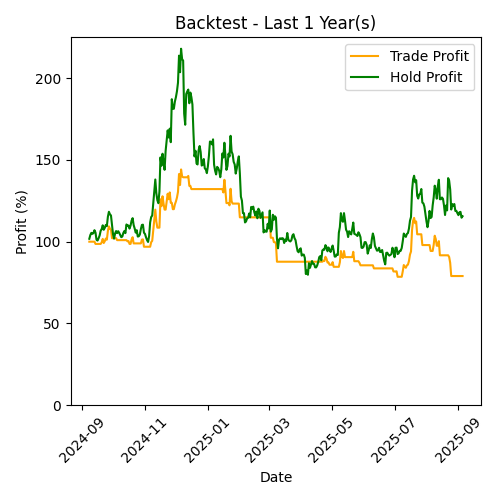 Backtest - Last 1 Year(s)
Trade Profit
Hold Profit
Profit (%)
200
150
100
50
0
2024-09
2024-11
2025-01
2025-03
2025-05
2025-07
2025-09
Date